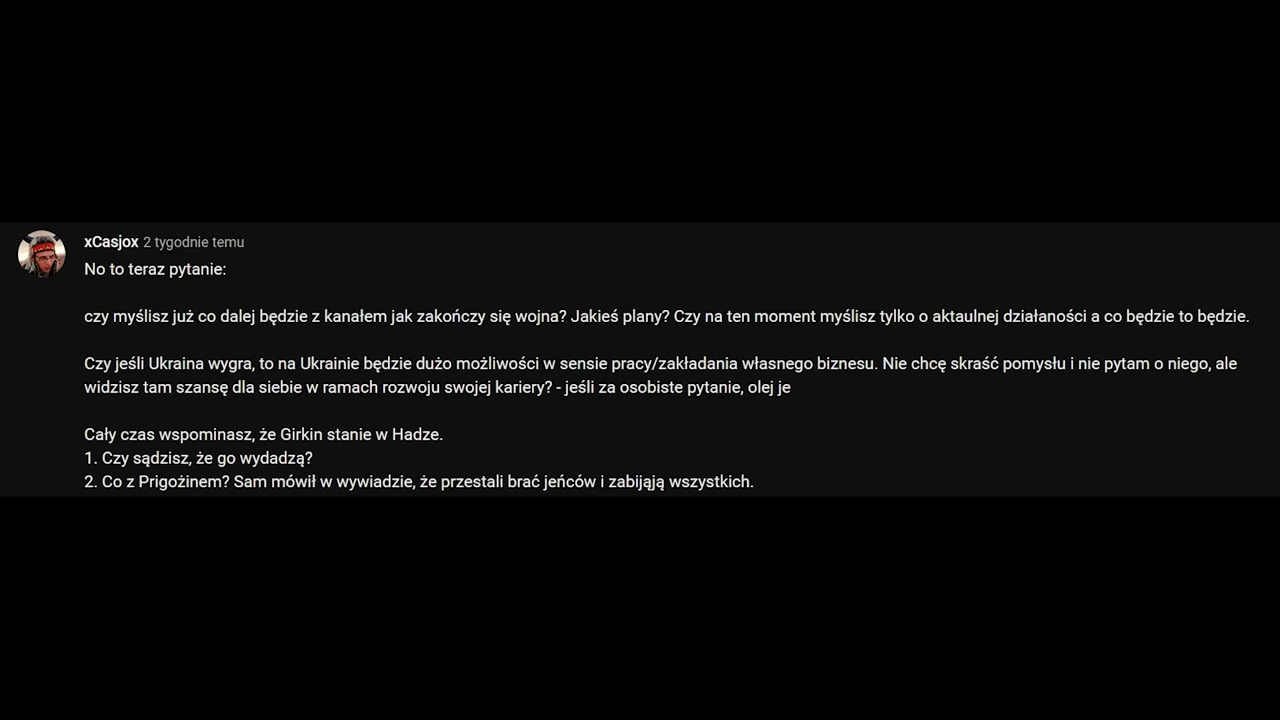 xCasjox 2 tygodnie temu
No to teraz pytanie:
czy myślisz już co dalej będzie z kanałem jak zakończy się wojna? Jakieś plany? Czy na ten moment myślisz tylko o aktaulnej działaności a co będzie to będzie.
Czy jeśli Ukraina wygra, to na Ukrainie będzie dużo możliwości w sensie pracy/zakładania własnego biznesu. Nie chcę skraść pomysłu i nie pytam o niego, ale
widzisz tam szansę dla siebie w ramach rozwoju swojej kariery? - jeśli za osobiste pytanie, olej je
Cały czas wspominasz, że Girkin stanie w Hadze.
1. Czy sądzisz, że go wydadzą?
2. Co z Prigożinem? Sam mówił w wywiadzie, że przestali brać jeńców i zabijąją wszystkich.